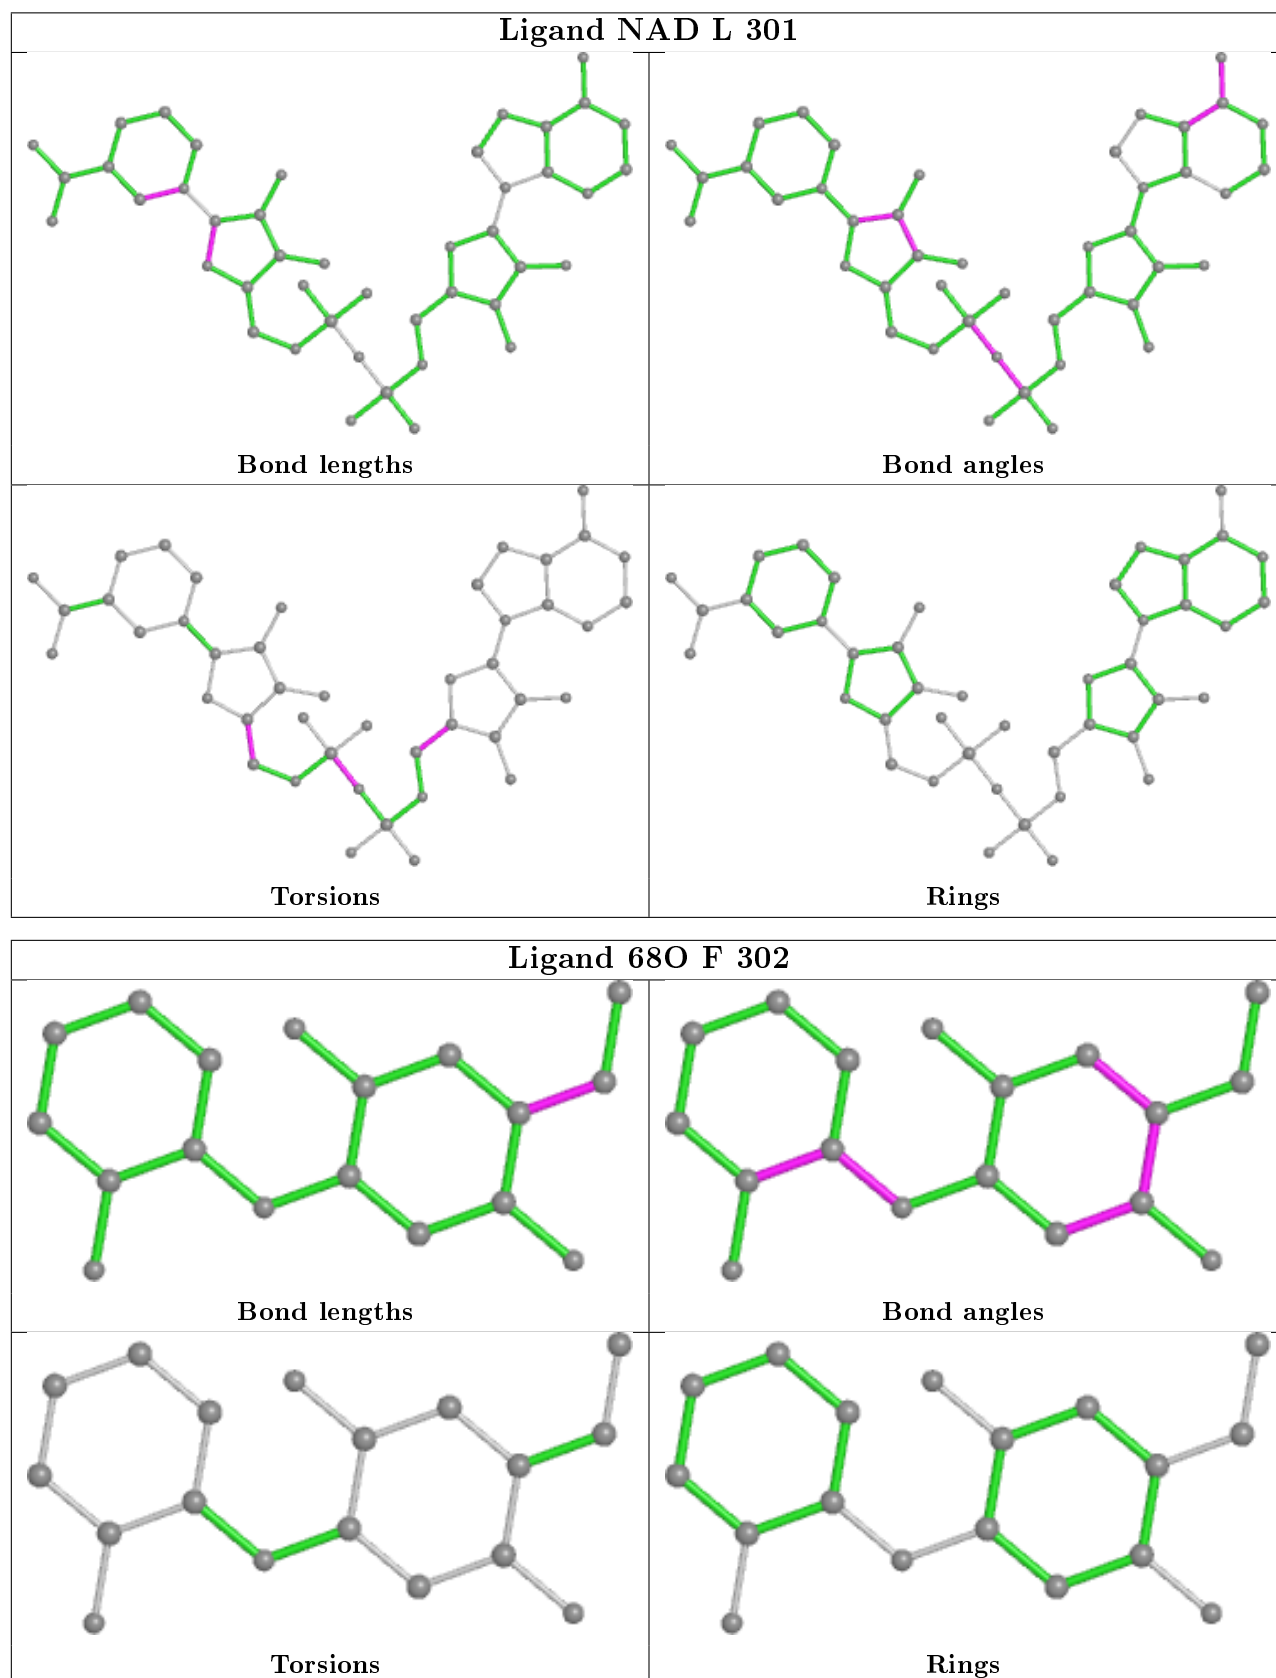 Ligand NAD L 301
Bond lengths
Bond angles
Torsions
Rings
Ligand 68O F 302
Bond lengths
Bond angles
Torsions
Rings